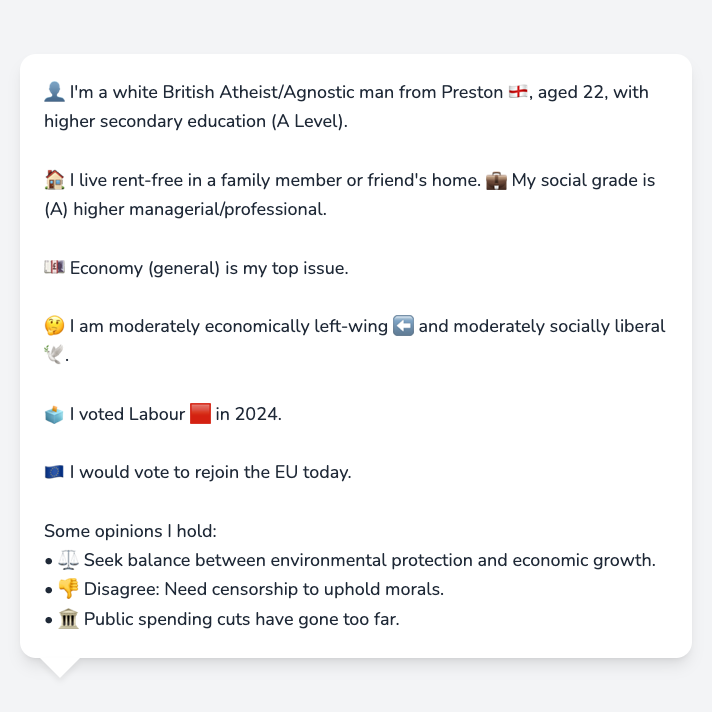 👤 I'm a white British Atheist/Agnostic man from Preston 🏴󠁧󠁢󠁥󠁮󠁧󠁿, aged 22, with
higher secondary education (A Level).
🏠 I live rent-free in a family member or friend's home. 💼 My social grade is
(A) higher managerial/professional.
💷 Economy (general) is my top issue.
🤔 I am moderately economically left-wing ⬅️ and moderately socially liberal
🕊️.
🗳️ I voted Labour 🟥 in 2024.
🇪🇺 I would vote to rejoin the EU today.
Some opinions I hold:
• ⚖️ Seek balance between environmental protection and economic growth.
• 👎 Disagree: Need censorship to uphold morals.
• 🏛️ Public spending cuts have gone too far.